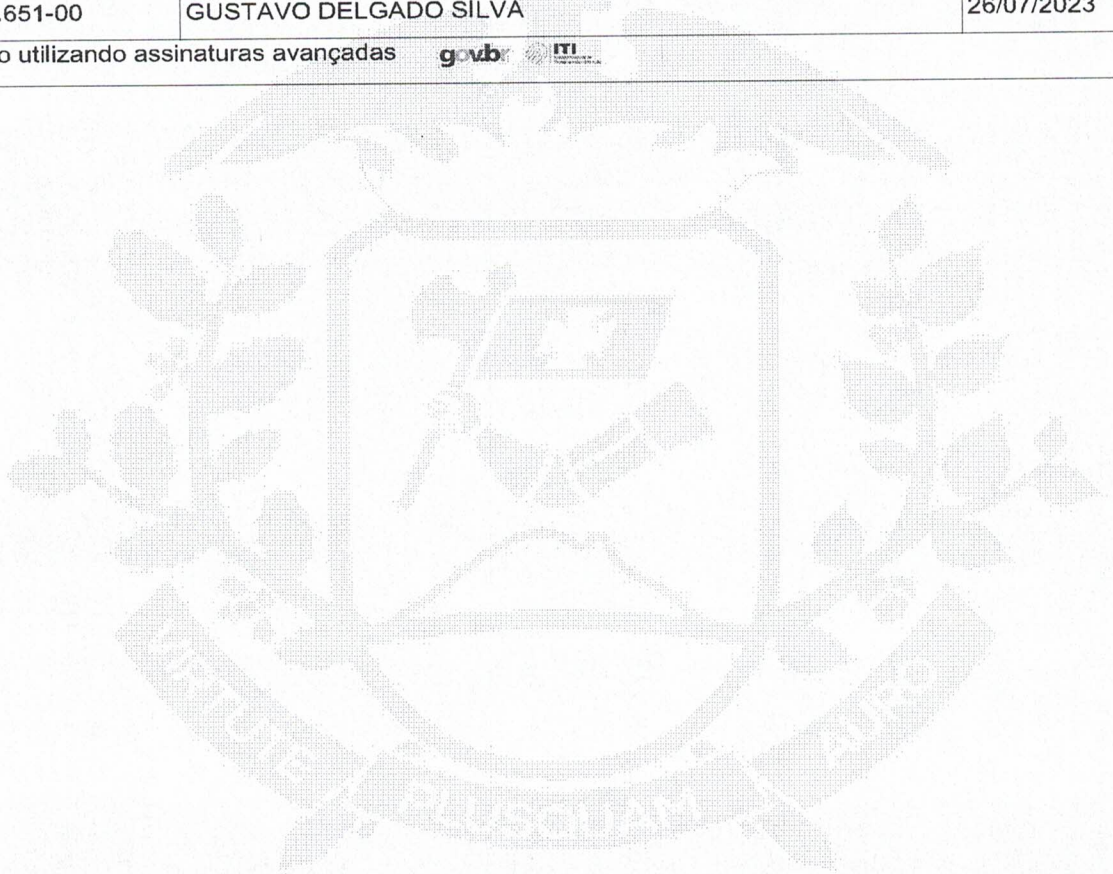 .651-00 GUSTAVO DELGADO SILVA 26/07/2023
o utilizando assinaturas avançadas gov.br ITI
VIRTUTE PLUSQUAM AURO